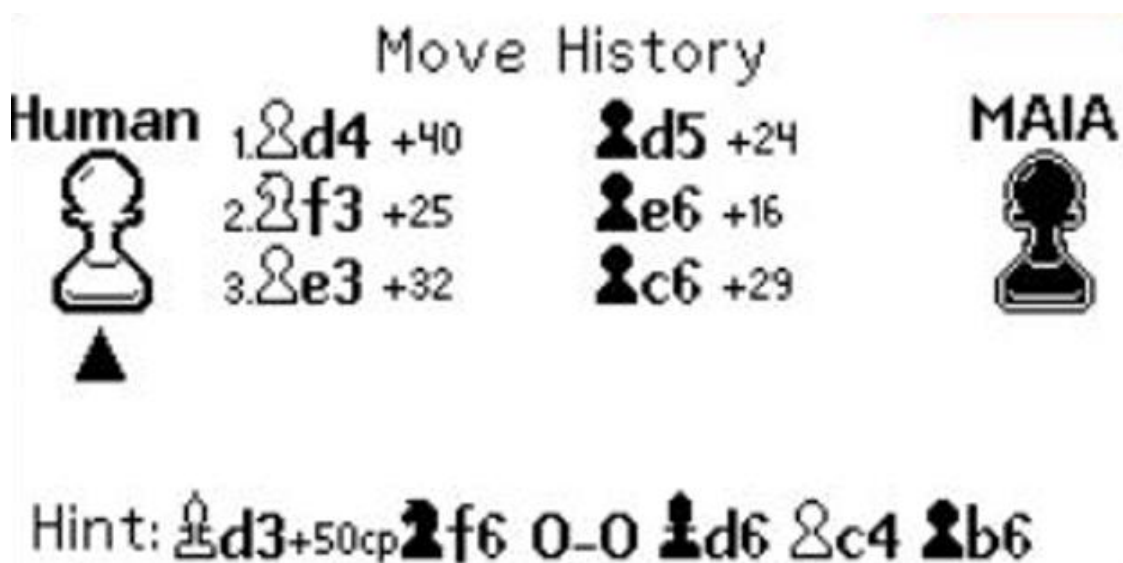 Move History
Human
MAIA
1.♙d4 +40 ♟d5 +24
2.♘f3 +25 ♟e6 +16
3.♙e3 +32 ♟c6 +29
Hint: ♗d3+50cp♞f6 0-0 ♝d6 ♙c4 ♟b6